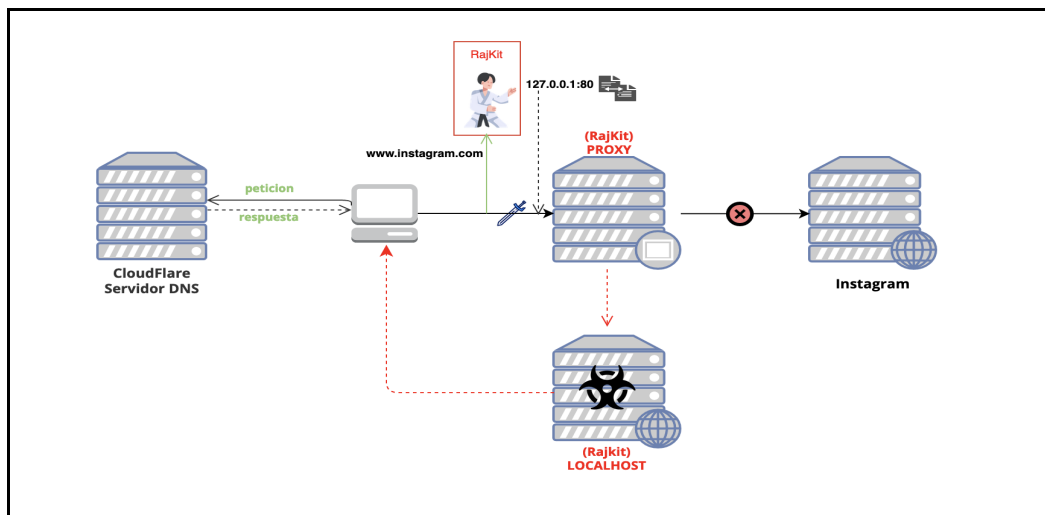 RajKit
127.0.0.1:80
www.instagram.com
(RajKit)
PROXY
peticion
respuesta
CloudFlare
Servidor DNS
Instagram
(Rajkit)
LOCALHOST